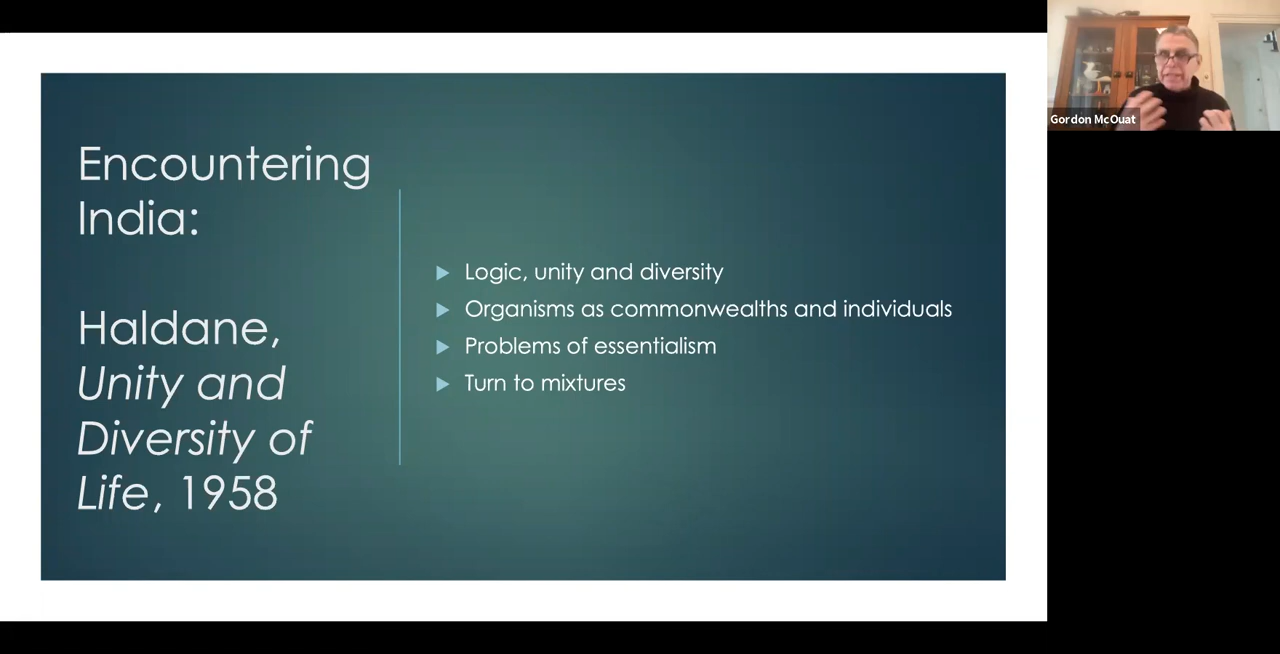 Encountering
India:
Haldane,
Unity and
Diversity of
Life, 1958
Logic, unity and diversity
Organisms as commonwealths and individuals
Problems of essentialism
Turn to mixtures
Gordon McOuat